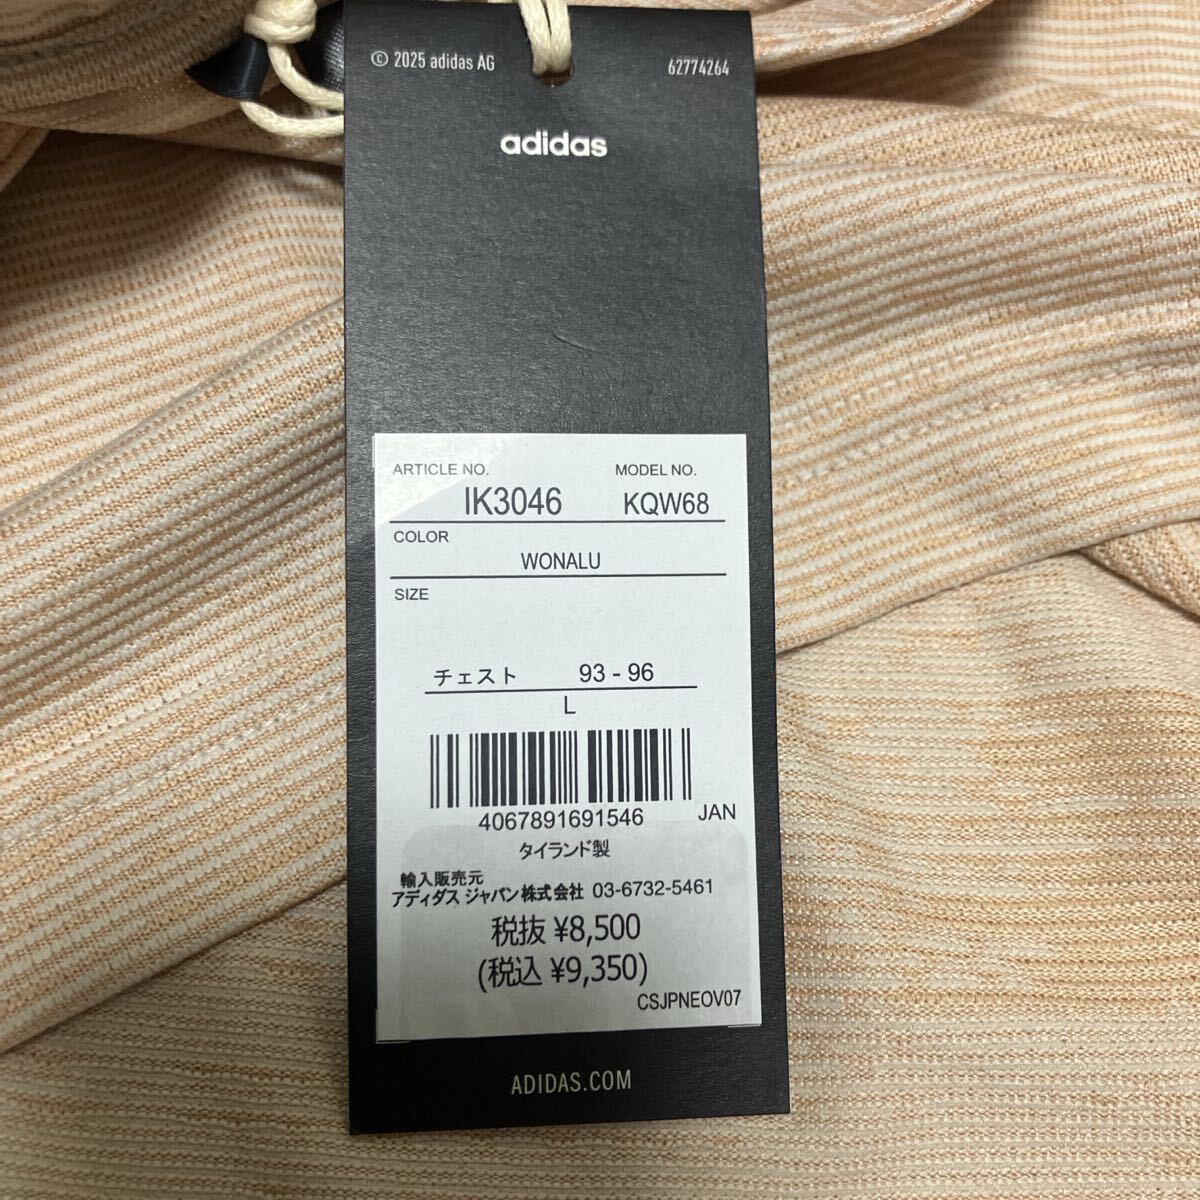 © 2025 adidas AG 62774264
adidas
ARTICLE NO. MODEL NO.
IK3046 KQW68
COLOR
WONALU
SIZE
チェスト 93 - 96
L
4067891691546 JAN
タイランド製
輸入販売元
アディダス ジャパン株式会社 03-6732-5461
税抜 ¥8,500
(税込 ¥9,350)
CSJPNEOV07
ADIDAS.COM